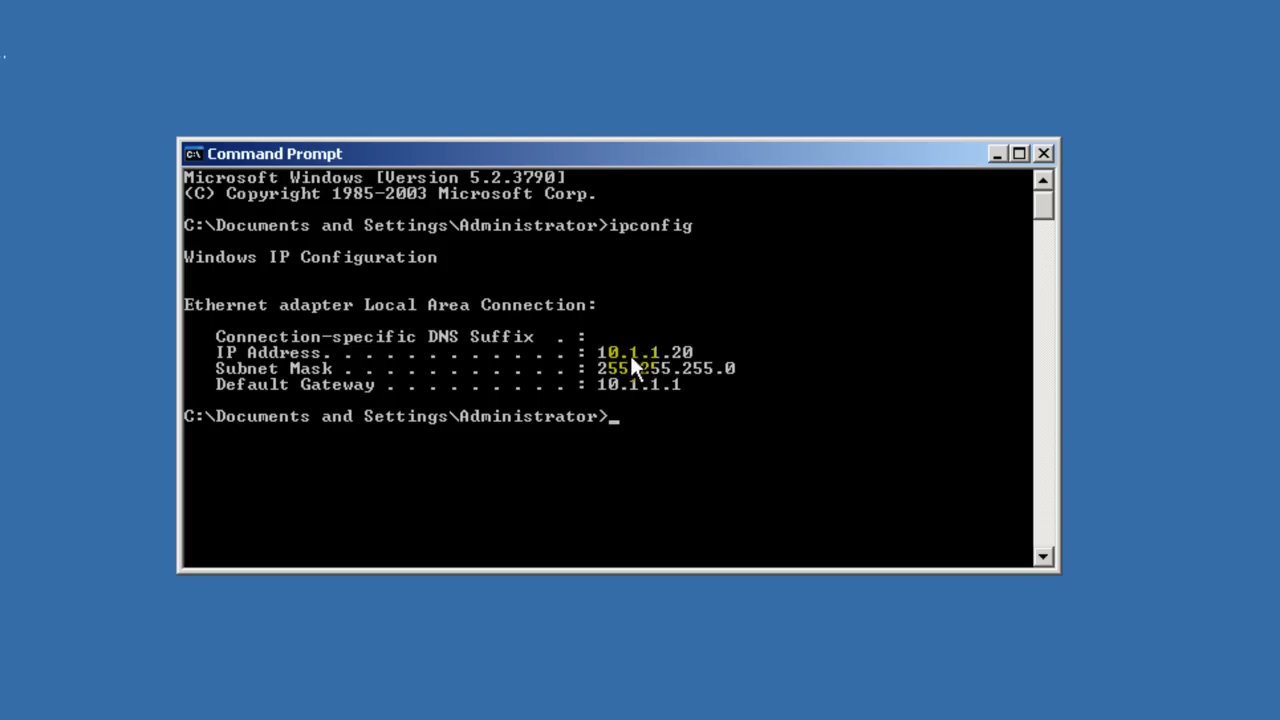 Command Prompt
Microsoft Windows [Version 5.2.3790]
(C) Copyright 1985-2003 Microsoft Corp.
C:\Documents and Settings\Administrator>ipconfig
Windows IP Configuration
Ethernet adapter Local Area Connection:
Connection-specific DNS Suffix . :
IP Address. . . . . . . . . . . . : 10.1.1.20
Subnet Mask . . . . . . . . . . . : 255.255.255.0
Default Gateway . . . . . . . . . : 10.1.1.1
C:\Documents and Settings\Administrator>_